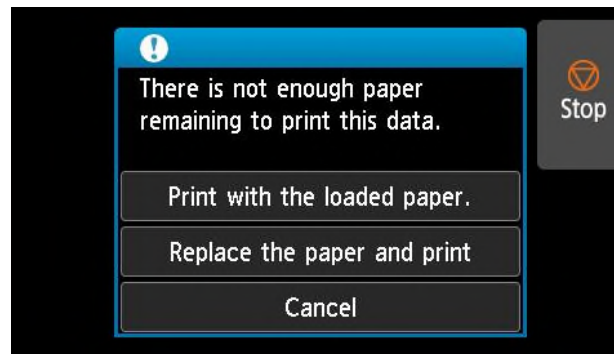 There is not enough paper
remaining to print this data.
Stop
Print with the loaded paper.
Replace the paper and print
Cancel